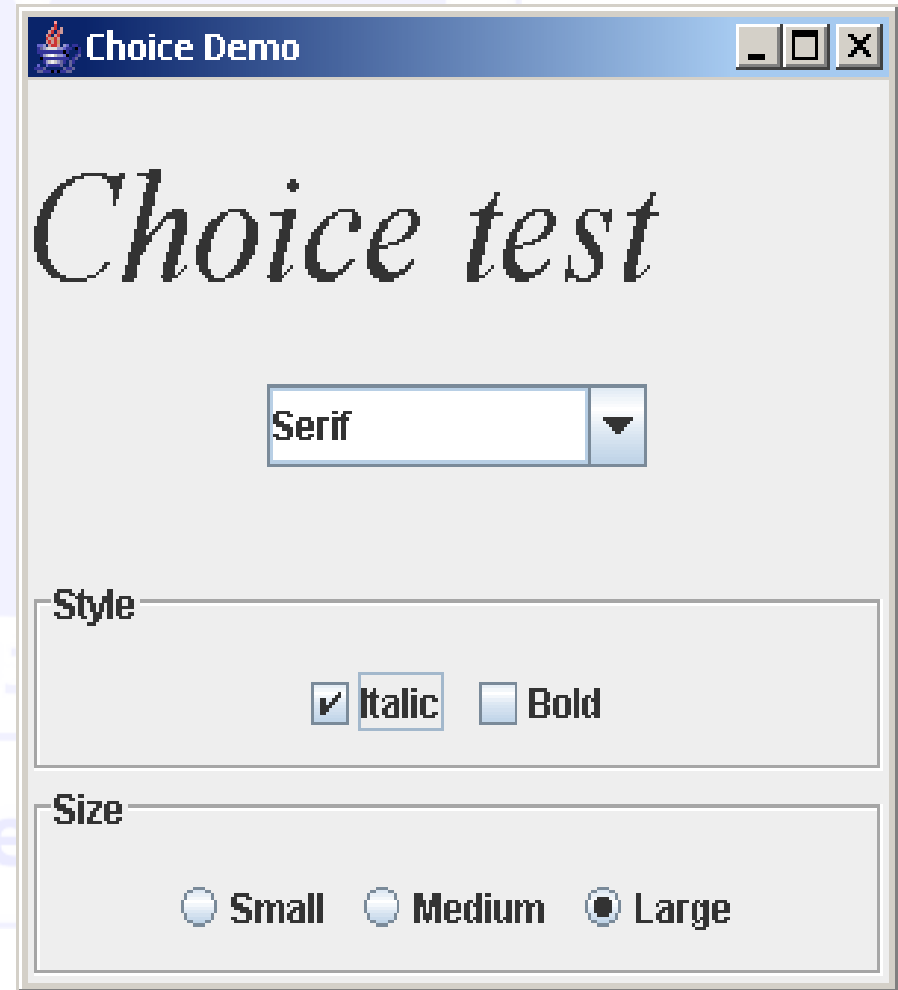 Choice Demo
Choice test
Serif
Style
Italic Bold
Size
Small Medium Large